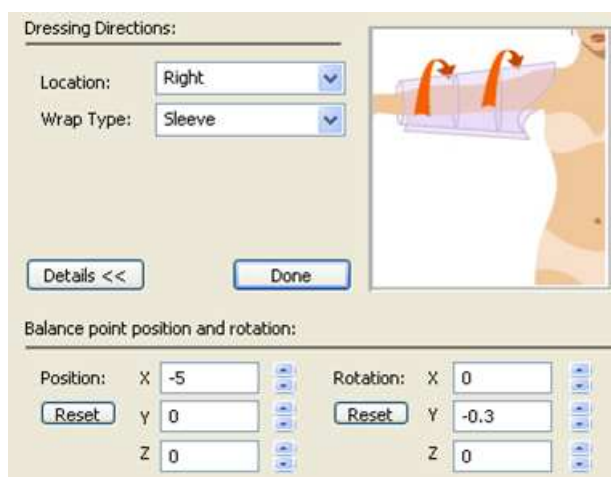 Dressing Directions:
Location: Right
Wrap Type: Sleeve
Details << Done
Balance point position and rotation:
Position: X -5 Rotation: X 0
Reset Y 0 Reset Y -0.3
Z 0 Z 0